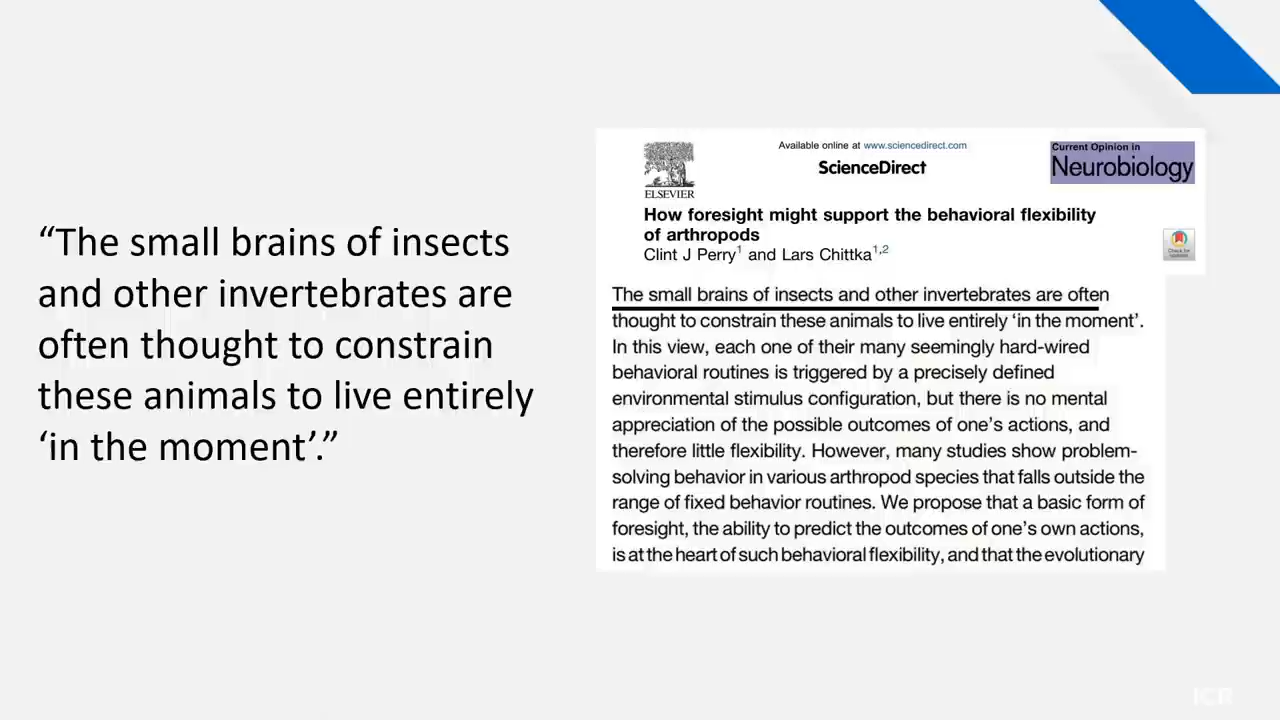 “The small brains of insects
and other invertebrates are
often thought to constrain
these animals to live entirely
‘in the moment’.”
Available online at www.sciencedirect.com
ScienceDirect
ELSEVIER
Current Opinion in
Neurobiology
How foresight might support the behavioral flexibility
of arthropods
Clint J Perry1 and Lars Chittka1,2
Check for
updates
The small brains of insects and other invertebrates are often
thought to constrain these animals to live entirely ‘in the moment’.
In this view, each one of their many seemingly hard-wired
behavioral routines is triggered by a precisely defined
environmental stimulus configuration, but there is no mental
appreciation of the possible outcomes of one’s actions, and
therefore little flexibility. However, many studies show problem-
solving behavior in various arthropod species that falls outside the
range of fixed behavior routines. We propose that a basic form of
foresight, the ability to predict the outcomes of one’s own actions,
is at the heart of such behavioral flexibility, and that the evolutionary
ICR